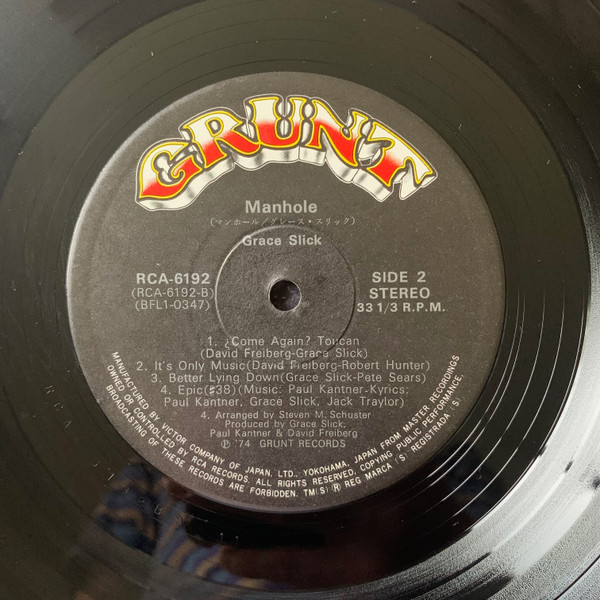 GRUNT
Manhole
(マンホール/グレース・スリック)
Grace Slick
RCA-6192
(RCA-6192-B)
(BFL1-0347)
SIDE 2
STEREO
33 1/3 R.P.M.
1. ¿Come Again? Toucan
(David Freiberg-Grace Slick)
2. It's Only Music(David Freiberg-Robert Hunter)
3. Better Lying Down(Grace Slick-Pete Sears)
4. Epic(#38)(Music: Paul Kantner-Kyrics:
Paul Kantner, Grace Slick, Jack Traylor)
4. Arranged by Steven M. Schuster
Produced by Grace Slick,
Paul Kantner & David Freiberg
Ⓟ '74 GRUNT RECORDS
MANUFACTURED BY VICTOR COMPANY OF JAPAN, LTD., YOKOHAMA, JAPAN FROM MASTER RECORDINGS
OWNED OR CONTROLLED BY RCA RECORDS. ALL RIGHTS RESERVED, COPYING PUBLIC PERFORMANCE,
BROADCASTING OF THESE RECORDS ARE FORBIDDEN. TM(S) ® REG MARCA (S) REGISTRADA (S)